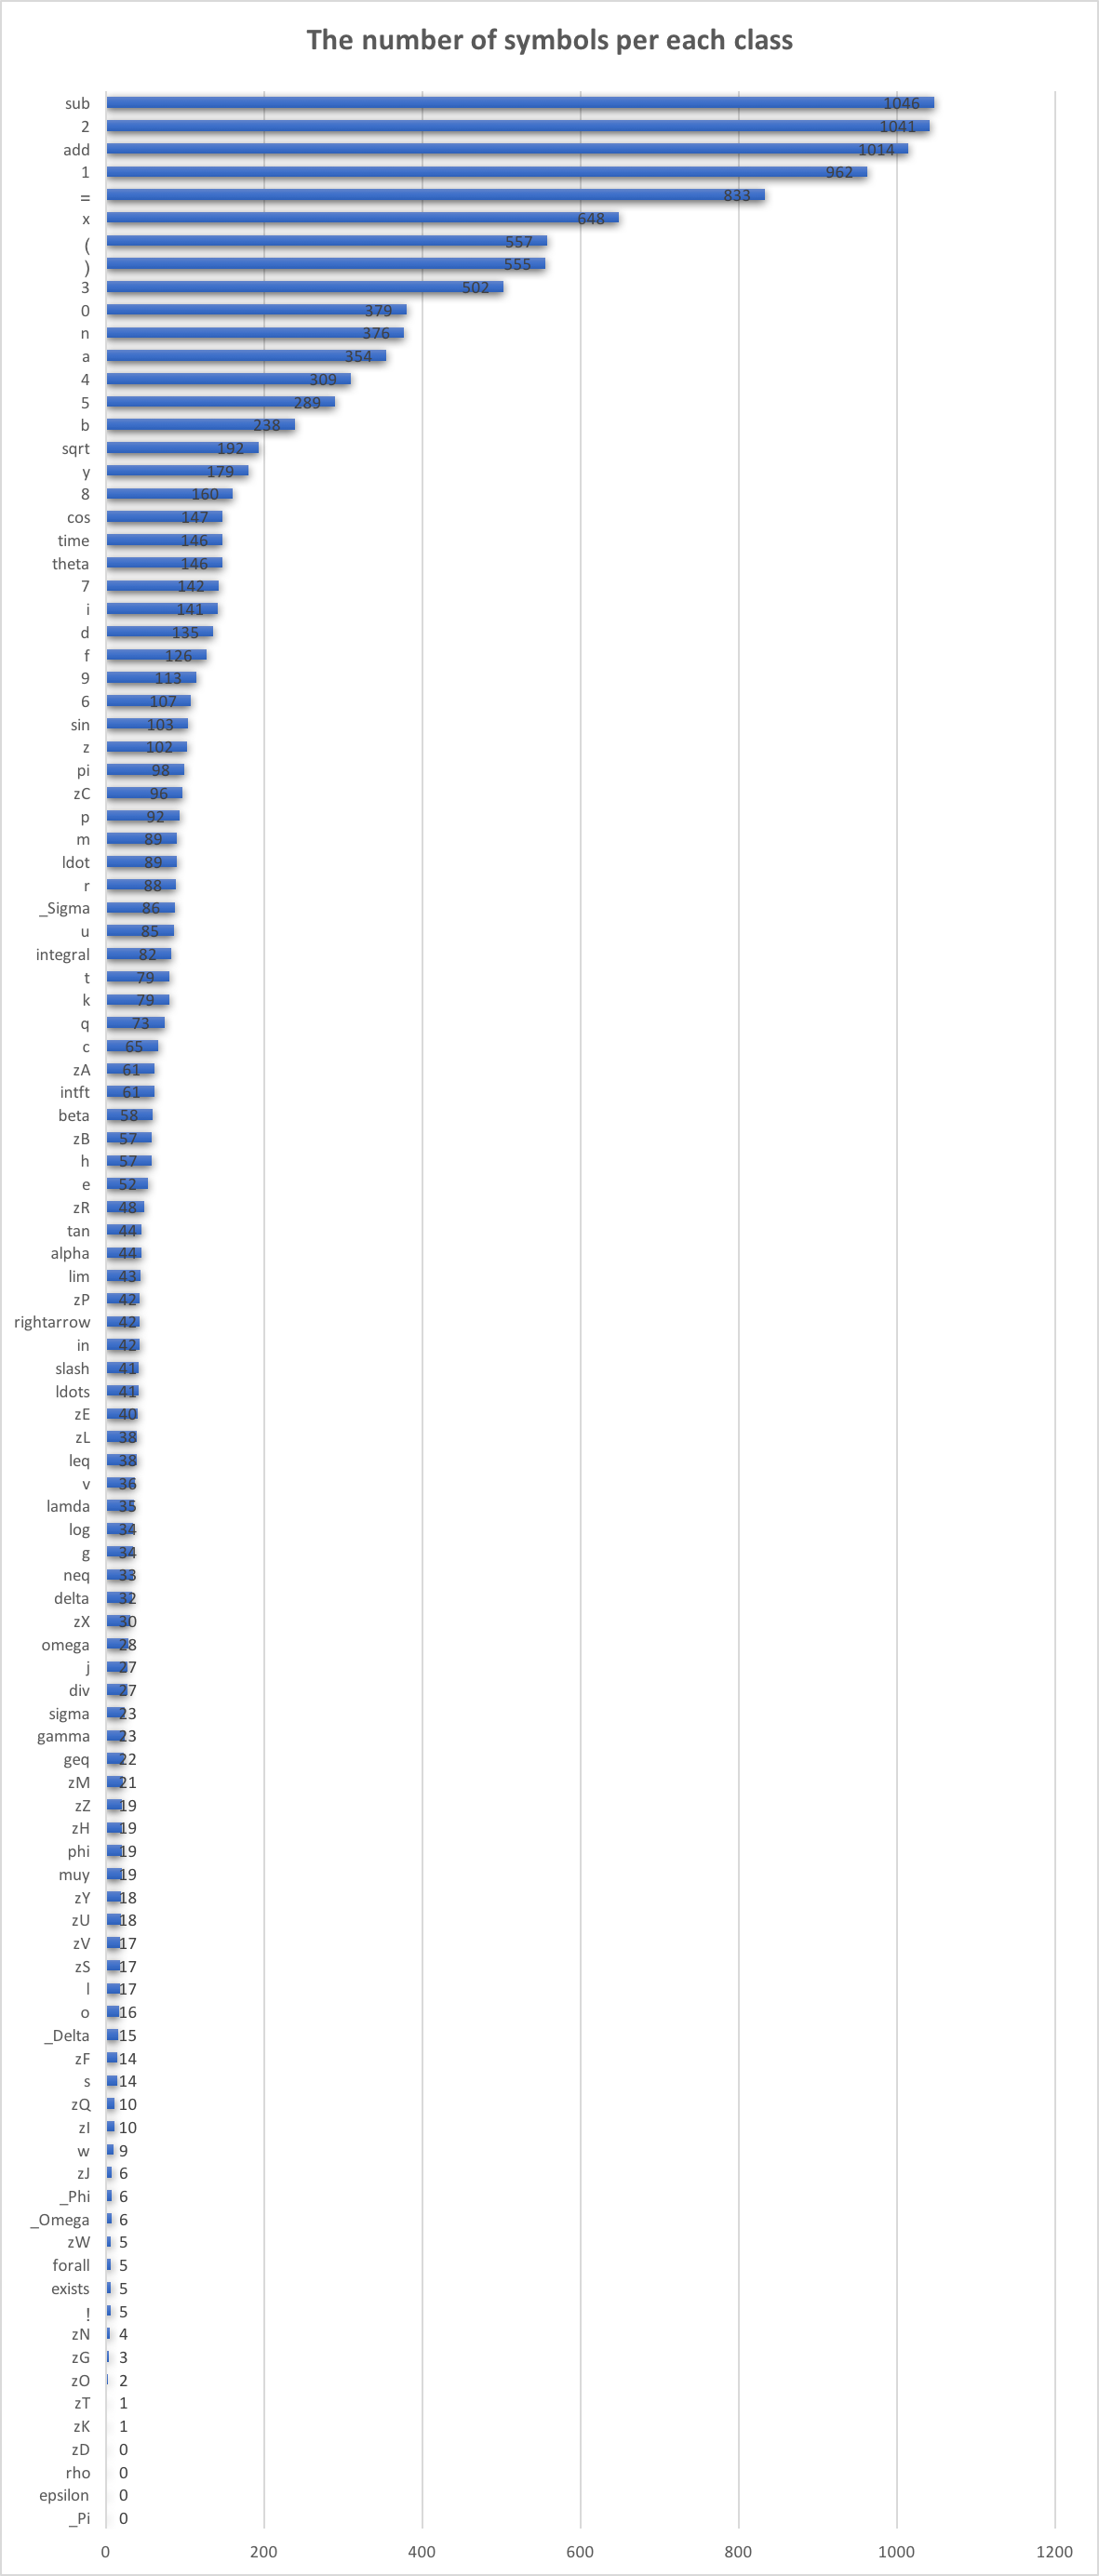 The number of symbols per each class
sub 1046
2 1041
add 1014
1 962
= 833
x 648
( 557
) 555
3 502
0 379
n 376
a 354
4 309
5 289
b 238
sqrt 192
y 179
8 160
cos 147
time 146
theta 146
7 142
i 141
d 135
f 126
9 113
6 107
sin 103
z 102
pi 98
zC 96
p 92
m 89
ldot 89
r 88
_Sigma 86
u 85
integral 82
t 79
k 79
q 73
c 65
zA 61
intft 61
beta 58
zB 57
h 57
e 52
zR 48
tan 44
alpha 44
lim 43
zP 42
rightarrow 42
in 42
slash 41
ldots 41
zE 40
zL 38
leq 38
v 36
lamda 35
log 34
g 34
neq 33
delta 32
zX 30
omega 28
j 27
div 27
sigma 23
gamma 23
geq 22
zM 21
zZ 19
zH 19
phi 19
muy 19
zY 18
zU 18
zV 17
zS 17
l 17
o 16
_Delta 15
zF 14
s 14
zQ 10
zI 10
w 9
zJ 6
_Phi 6
_Omega 6
zW 5
forall 5
exists 5
! 5
zN 4
zG 3
zO 2
zT 1
zK 1
zD 0
rho 0
epsilon 0
_Pi 0
0 200 400 600 800 1000 1200